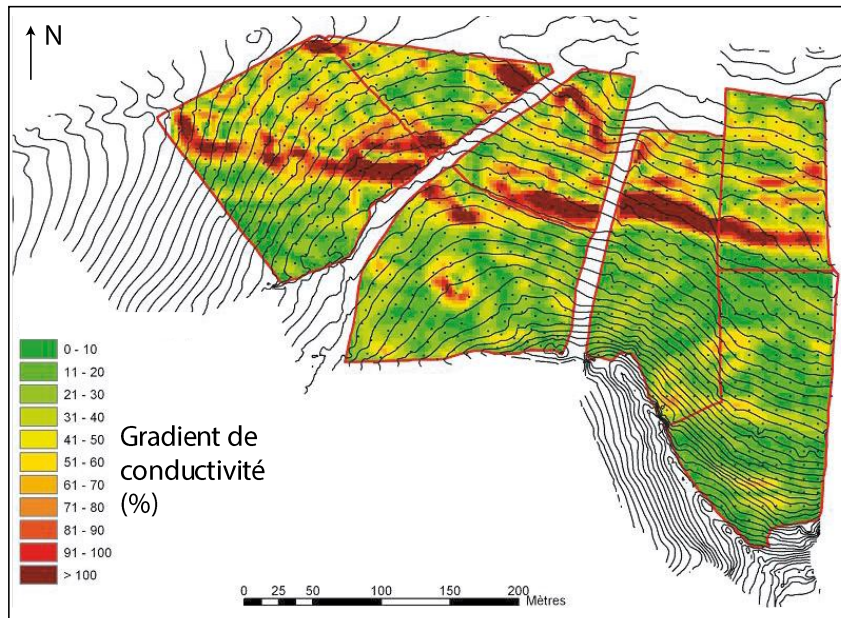 N
0 - 10
11 - 20
21 - 30
31 - 40
41 - 50
51 - 60
61 - 70
71 - 80
81 - 90
91 - 100
> 100
Gradient de
conductivité
(%)
0 25 50 100 150 200
Mètres